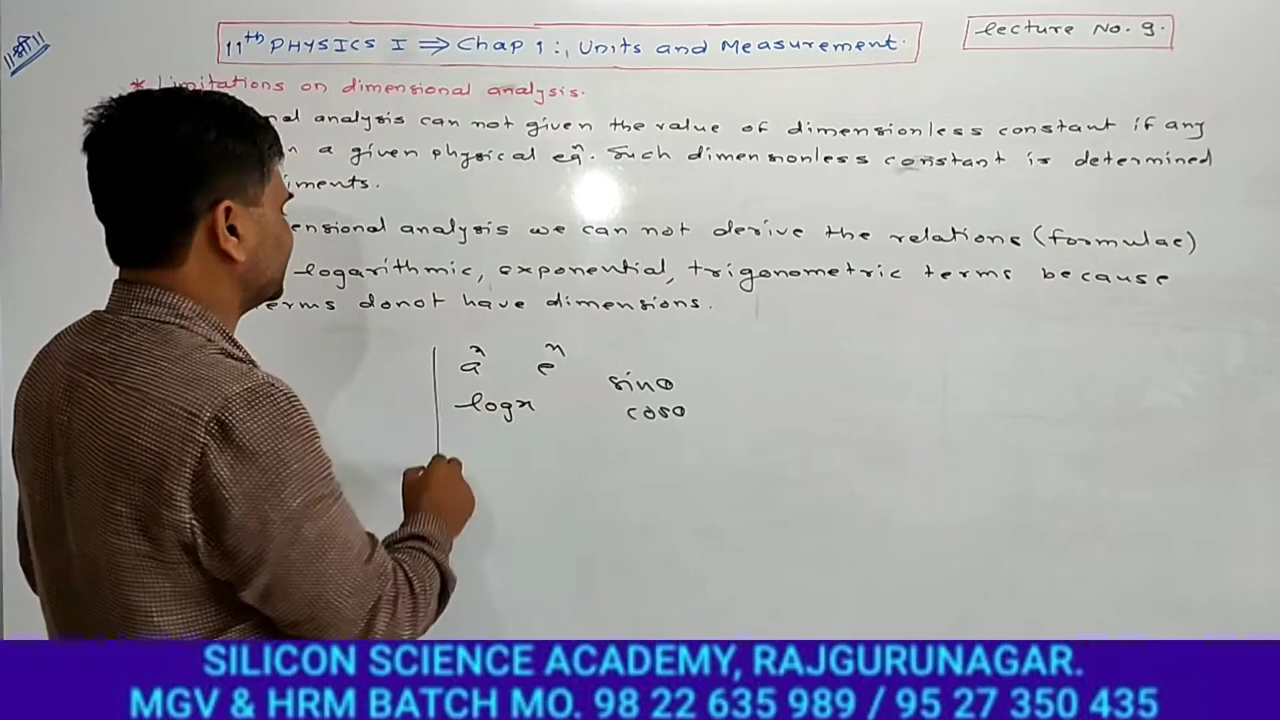 ॥श्री॥
11th PHYSICS I ⇒ Chap 1:, Units and Measurement.
Lecture No. 9.
* Limitations on dimensional analysis.
nal analysis can not given the value of dimensionless constant if any
n a given physical eqn. Such dimensionless constant is determined
iments.
ensional analysis we can not derive the relations (formulae)
logarithmic, exponential, trigonometric terms because
erms donot have dimensions.
aˣ eˣ
sinθ
logx cosθ
SILICON SCIENCE ACADEMY, RAJGURUNAGAR.
MGV & HRM BATCH MO. 98 22 635 989 / 95 27 350 435